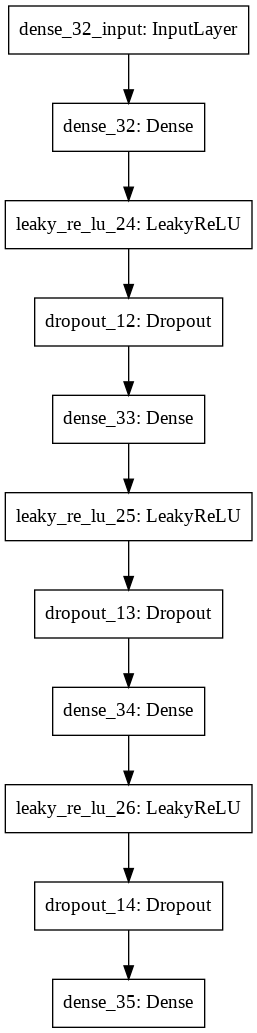 dense_32_input: InputLayer
dense_32: Dense
leaky_re_lu_24: LeakyReLU
dropout_12: Dropout
dense_33: Dense
leaky_re_lu_25: LeakyReLU
dropout_13: Dropout
dense_34: Dense
leaky_re_lu_26: LeakyReLU
dropout_14: Dropout
dense_35: Dense